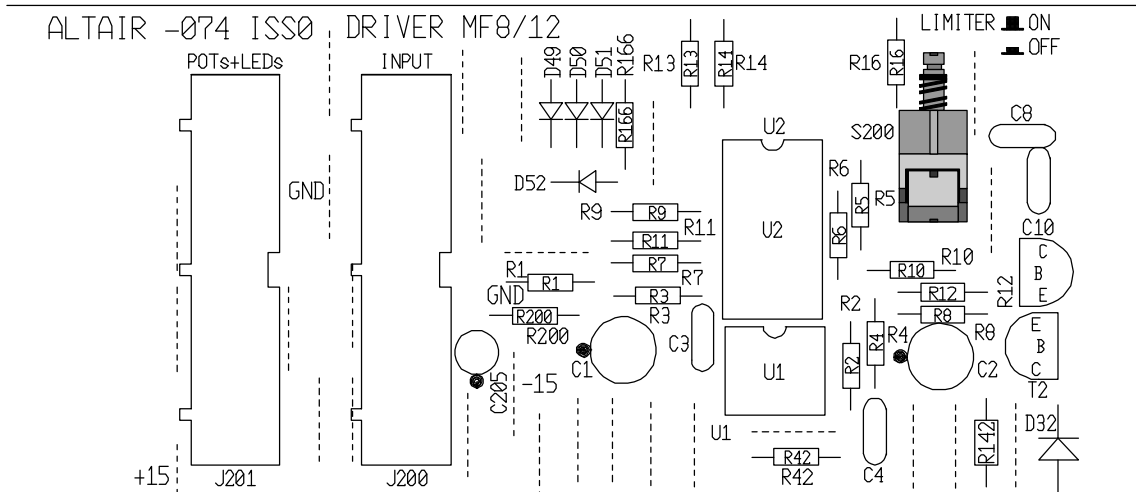 ALTAIR -074 ISS0 DRIVER MF8/12
LIMITER ON
OFF
POTs+LEDs
INPUT
D49
D50
D51
R166
R166
R13
R13
R14
R14
R16
R16
U2
S200
C8
GND
D52
R6
R5
R5
R9
R9
R11
R11
U2
R6
C10
C
B
E
R7
R7
R10
R10
R1
R1
R12
R12
GND
R3
R3
R2
R8
R8
R200
R200
C3
R4
R4
E
B
C
C1
U1
R2
C2
T2
C205
-15
U1
R142
D32
+15
J201
J200
R42
R42
C4